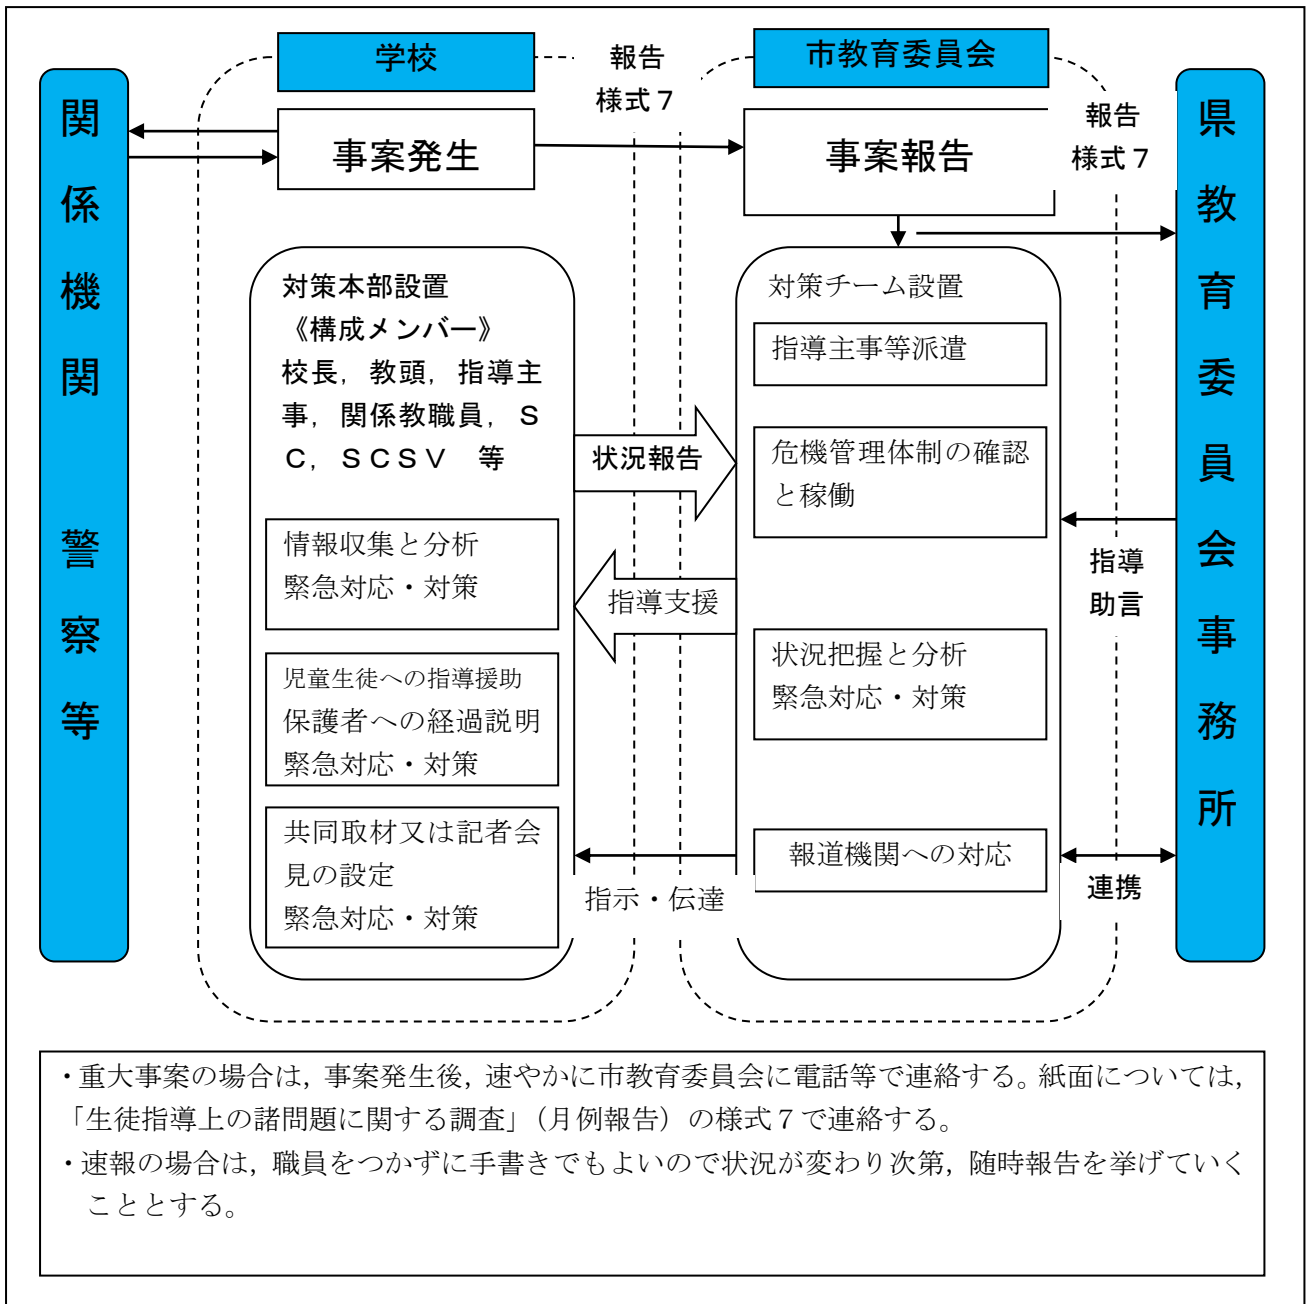 学校
報告
様式７
市教育委員会
報告
様式７
関係機関　警察等
事案発生
事案報告
県教育委員会事務所
対策本部設置
《構成メンバー》
校長，教頭，指導主
事，関係教職員，Ｓ
Ｃ，ＳＣＳＶ　等
情報収集と分析
緊急対応・対策
児童生徒への指導援助
保護者への経過説明
緊急対応・対策
共同取材又は記者会
見の設定
緊急対応・対策
状況報告
指導支援
指示・伝達
対策チーム設置
指導主事等派遣
危機管理体制の確認
と稼働
状況把握と分析
緊急対応・対策
報道機関への対応
指導
助言
連携
・重大事案の場合は，事案発生後，速やかに市教育委員会に電話等で連絡する。紙面については，
「生徒指導上の諸問題に関する調査」（月例報告）の様式７で連絡する。
・速報の場合は，職員をつかずに手書きでもよいので状況が変わり次第，随時報告を挙げていく
こととする。